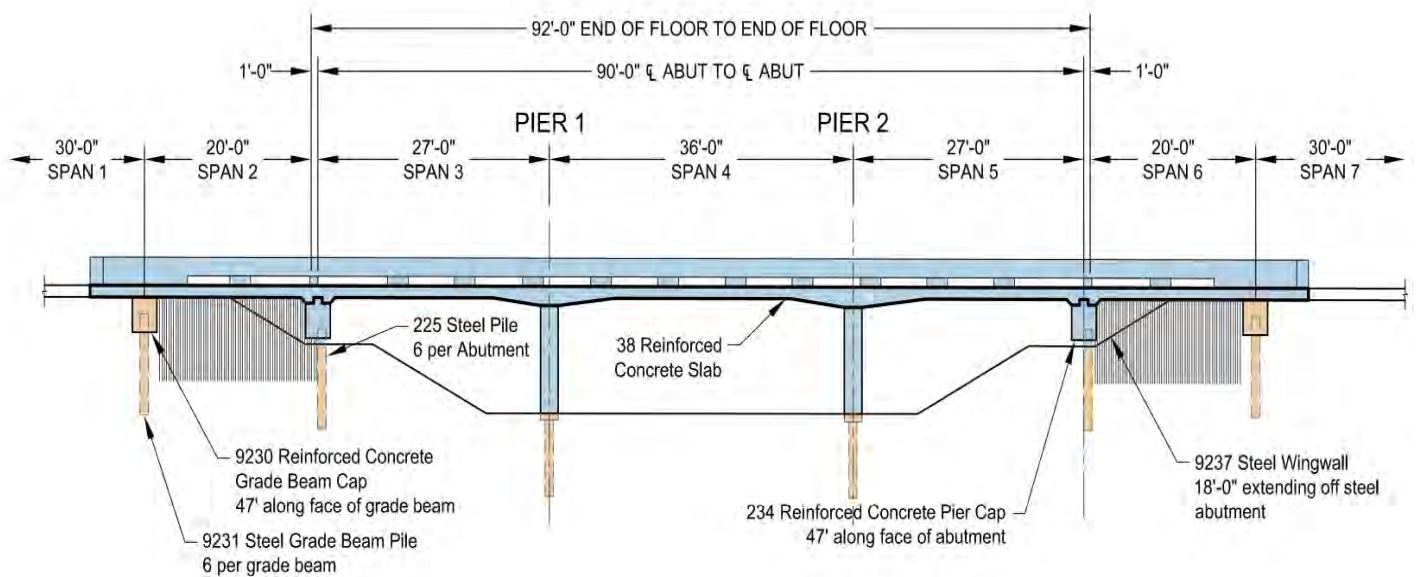 92'-0" END OF FLOOR TO END OF FLOOR
1'-0"
90'-0" ℄ ABUT TO ℄ ABUT
1'-0"
PIER 1
PIER 2
30'-0"
SPAN 1
20'-0"
SPAN 2
27'-0"
SPAN 3
36'-0"
SPAN 4
27'-0"
SPAN 5
20'-0"
SPAN 6
30'-0"
SPAN 7
225 Steel Pile
6 per Abutment
38 Reinforced
Concrete Slab
9230 Reinforced Concrete
Grade Beam Cap
47' along face of grade beam
9231 Steel Grade Beam Pile
6 per grade beam
234 Reinforced Concrete Pier Cap
47' along face of abutment
9237 Steel Wingwall
18'-0" extending off steel
abutment